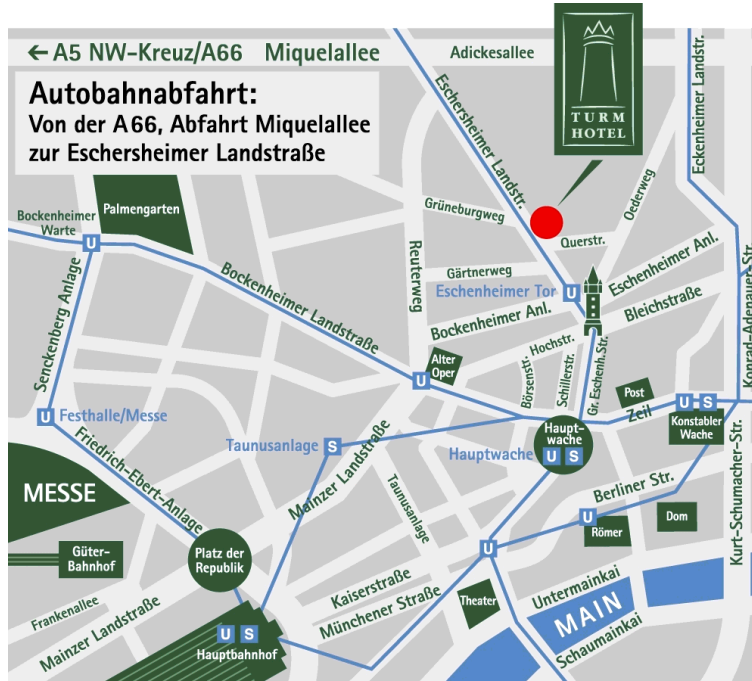 ← A5 NW-Kreuz/A66 Miquelallee
Adickesallee
TURM
HOTEL
Autobahnabfahrt:
Von der A66, Abfahrt Miquelallee
zur Eschersheimer Landstraße
Eschersheimer Landstr.
Eckenheimer Landstr.
Palmengarten
Bockenheimer
Warte
U
Grüneburgweg
Oederweg
Querstr.
Reuterweg
Gärtnerweg
Eschenheimer Tor
U
Eschenheimer Anl.
Bleichstraße
Bockenheimer Anl.
Bockenheimer Landstraße
Senckenberg Anlage
Konrad-Adenauer-Str.
Hochstr.
Alter
Oper
U
Börsenstr.
Schillerstr.
Gr. Eschenh. Str.
Post
Zeil
U S
Konstabler
Wache
U
Festhalle/Messe
Taunusanlage
S
Haupt-
wache
Hauptwache
U S
Friedrich-Ebert-Anlage
Mainzer Landstraße
Taunusanlage
Berliner Str.
Kurt-Schumacher-Str.
MESSE
U
Römer
Dom
Güter-
Bahnhof
Platz der
Republik
U
Kaiserstraße
Münchener Straße
Theater
Untermainkai
MAIN
Schaumainkai
Frankenallee
Mainzer Landstraße
U S
Hauptbahnhof